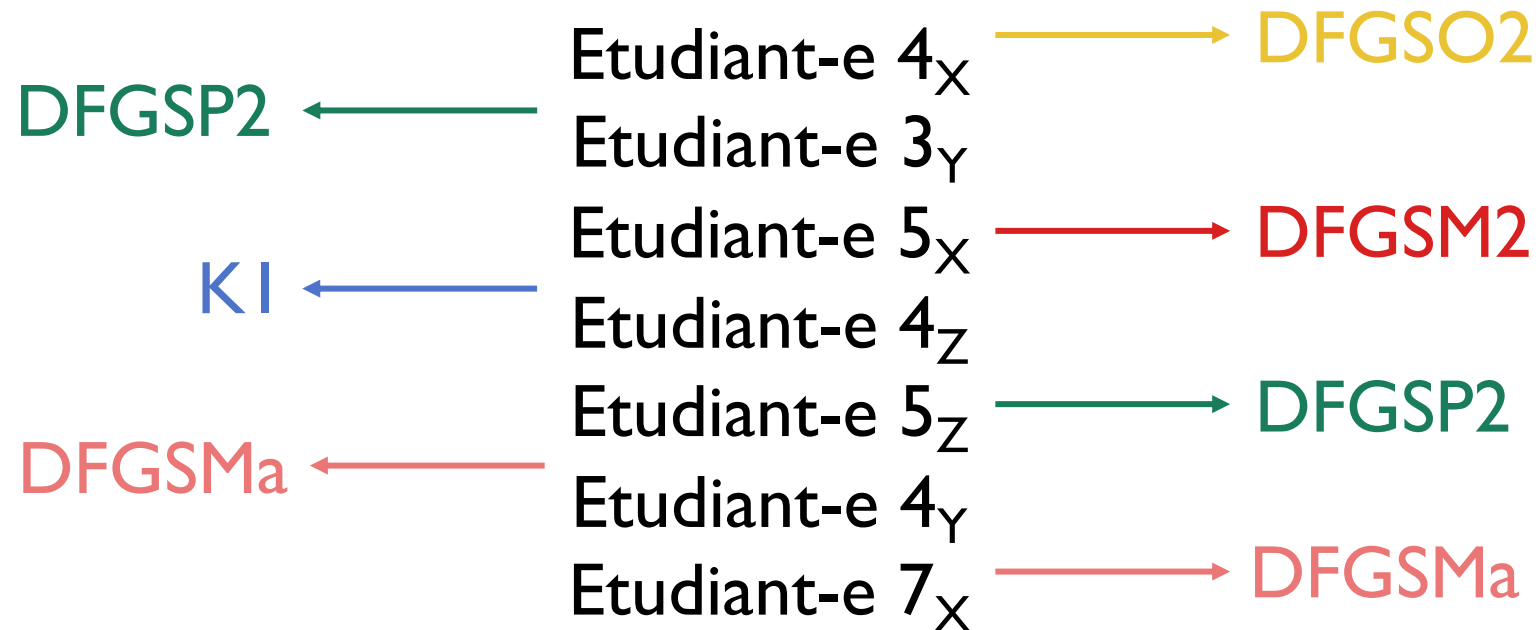 Etudiant-e 4X → DFGSO2
DFGSP2 ← Etudiant-e 3Y
Etudiant-e 5X → DFGSM2
K1 ← Etudiant-e 4Z
Etudiant-e 5Z → DFGSP2
DFGSMa ← Etudiant-e 4Y
Etudiant-e 7X → DFGSMa